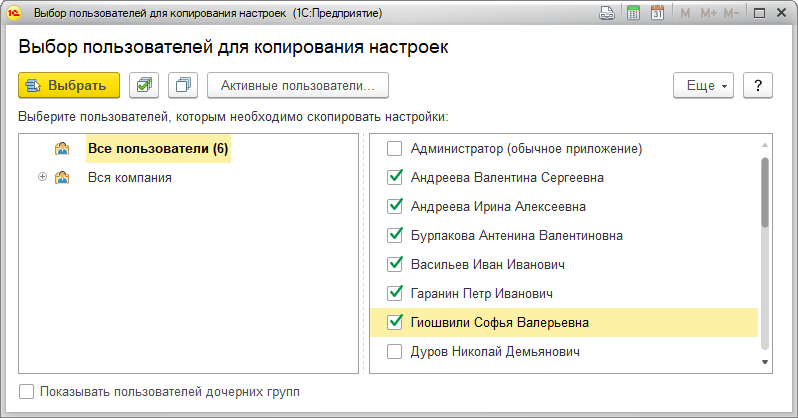 1С Выбор пользователей для копирования настроек (1С:Предприятие) 31 M M+ M−
Выбор пользователей для копирования настроек
Выбрать Активные пользователи... Еще ?
Выберите пользователей, которым необходимо скопировать настройки:
Все пользователи (6)
Вся компания
Администратор (обычное приложение)
Андреева Валентина Сергеевна
Андреева Ирина Алексеевна
Бурлакова Антенина Валентиновна
Васильев Иван Иванович
Гаранин Петр Иванович
Гиошвили Софья Валерьевна
Дуров Николай Демьянович
Показывать пользователей дочерних групп